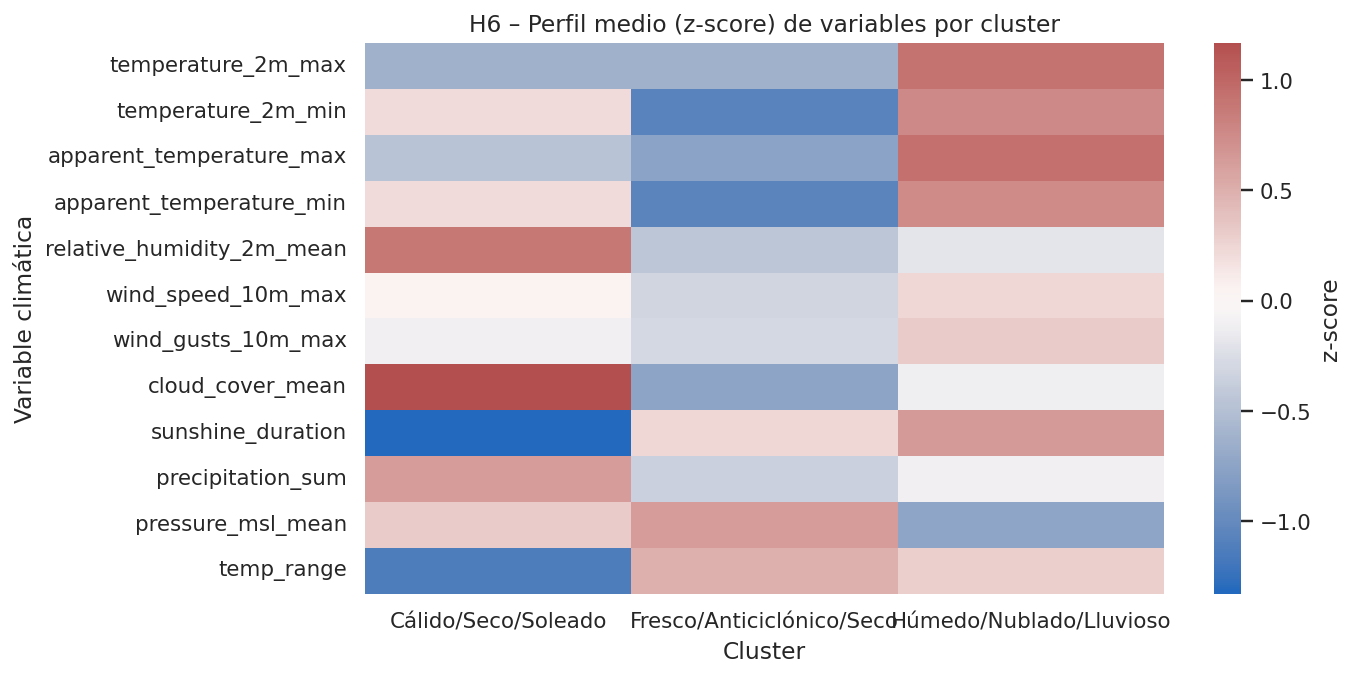 H6 – Perfil medio (z-score) de variables por cluster
Variable climática
temperature_2m_max
temperature_2m_min
apparent_temperature_max
apparent_temperature_min
relative_humidity_2m_mean
wind_speed_10m_max
wind_gusts_10m_max
cloud_cover_mean
sunshine_duration
precipitation_sum
pressure_msl_mean
temp_range
Cálido/Seco/Soleado
Fresco/Anticiclónico/Seco
Húmedo/Nublado/Lluvioso
Cluster
1.0
0.5
0.0
−0.5
−1.0
z-score